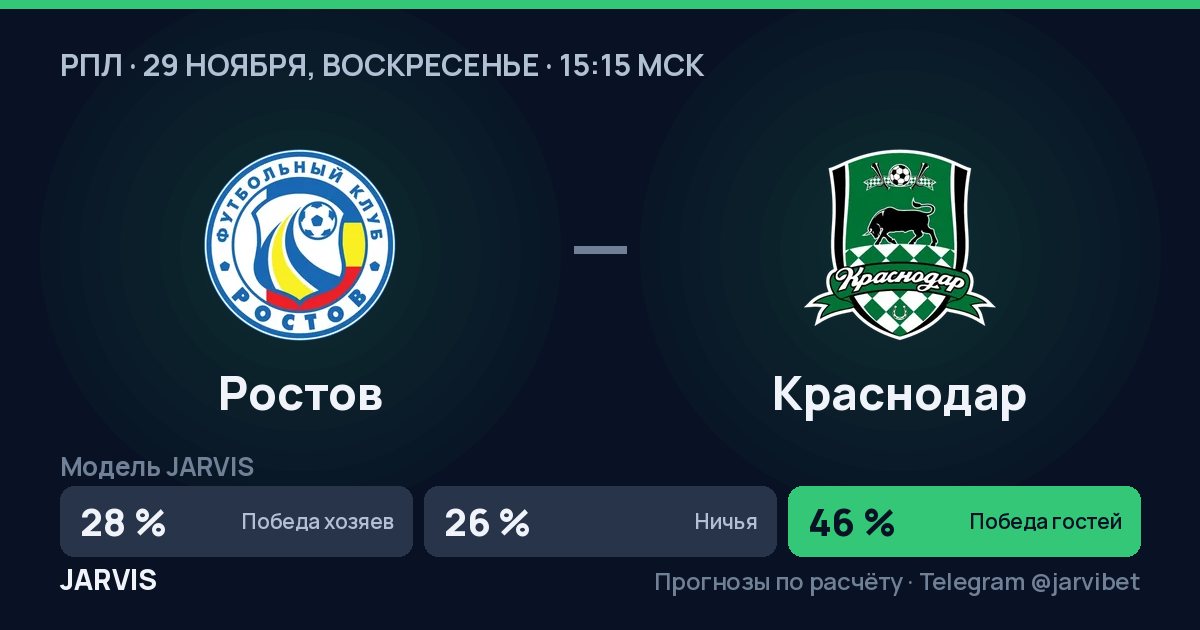 РПЛ · 29 НОЯБРЯ, ВОСКРЕСЕНЬЕ · 15:15 МСК
ФУТБОЛЬНЫЙ КЛУБ
РОСТОВ
Краснодар
—
Ростов
Краснодар
Модель JARVIS
28 % Победа хозяев
26 % Ничья
46 % Победа гостей
JARVIS
Прогнозы по расчёту · Telegram @jarvibet